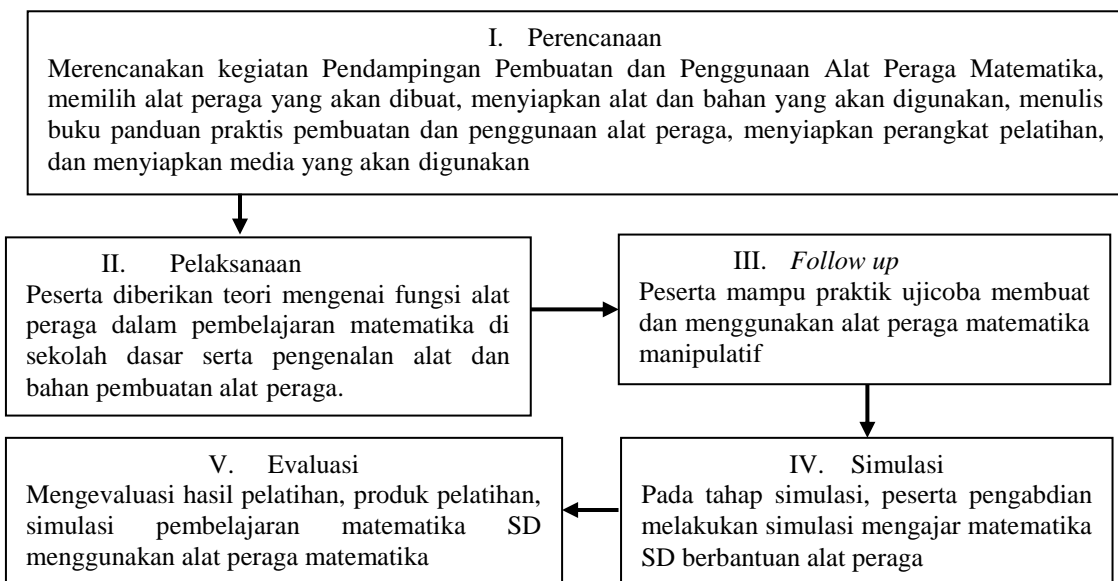 I. Perencanaan
Merencanakan kegiatan Pendampingan Pembuatan dan Penggunaan Alat Peraga Matematika,
memilih alat peraga yang akan dibuat, menyiapkan alat dan bahan yang akan digunakan, menulis
buku panduan praktis pembuatan dan penggunaan alat peraga, menyiapkan perangkat pelatihan,
dan menyiapkan media yang akan digunakan
II. Pelaksanaan
Peserta diberikan teori mengenai fungsi alat
peraga dalam pembelajaran matematika di
sekolah dasar serta pengenalan alat dan
bahan pembuatan alat peraga.
III. Follow up
Peserta mampu praktik ujicoba membuat
dan menggunakan alat peraga matematika
manipulatif
IV. Simulasi
Pada tahap simulasi, peserta pengabdian
melakukan simulasi mengajar matematika
SD berbantuan alat peraga
V. Evaluasi
Mengevaluasi hasil pelatihan, produk pelatihan,
simulasi pembelajaran matematika SD
menggunakan alat peraga matematika